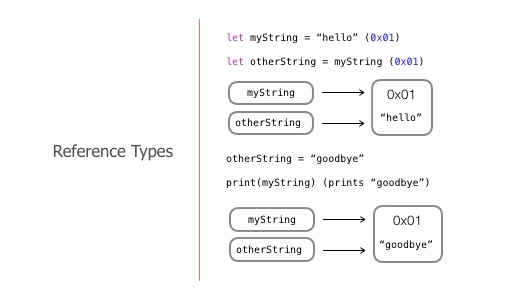 Reference Types
let myString = “hello” (0x01)
let otherString = myString (0x01)
myString
0x01
otherString
“hello”
otherString = “goodbye”
print(myString) (prints “goodbye”)
myString
0x01
otherString
“goodbye”